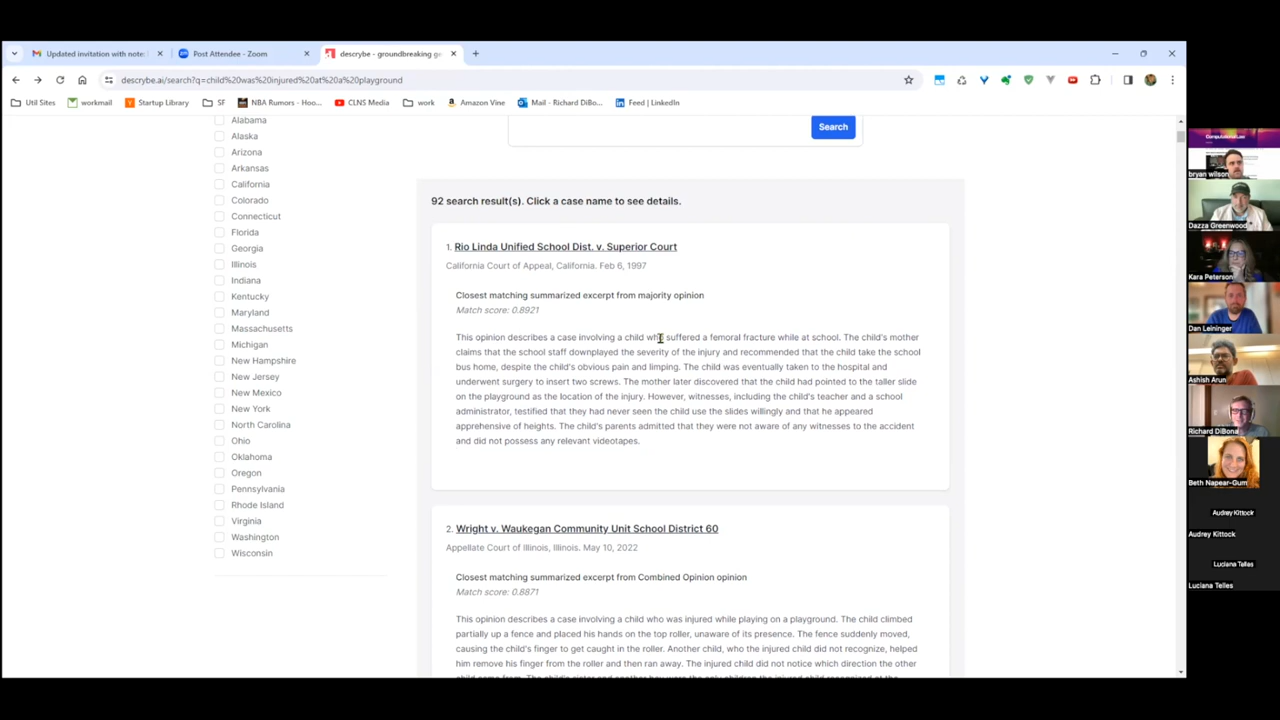 Updated invitation with note:
Post Attendee - Zoom
descrybe - groundbreaking ge
descrybe.ai/search?q=child%20was%20injured%20at%20a%20playground
Util Sites
workmail
Startup Library
SF
NBA Rumors - Hoo...
CLNS Media
work
Amazon Vine
Mail - Richard DiBo...
Feed | LinkedIn
Alabama
Alaska
Arizona
Arkansas
California
Colorado
Connecticut
Florida
Georgia
Illinois
Indiana
Kentucky
Maryland
Massachusetts
Michigan
New Hampshire
New Jersey
New Mexico
New York
North Carolina
Ohio
Oklahoma
Oregon
Pennsylvania
Rhode Island
Virginia
Washington
Wisconsin
Search
92 search result(s). Click a case name to see details.
1. Rio Linda Unified School Dist. v. Superior Court
California Court of Appeal, California. Feb 6, 1997
Closest matching summarized excerpt from majority opinion
Match score: 0.8921
This opinion describes a case involving a child who suffered a femoral fracture while at school. The child's mother
claims that the school staff downplayed the severity of the injury and recommended that the child take the school
bus home, despite the child's obvious pain and limping. The child was eventually taken to the hospital and
underwent surgery to insert two screws. The mother later discovered that the child had pointed to the taller slide
on the playground as the location of the injury. However, witnesses, including the child's teacher and a school
administrator, testified that they had never seen the child use the slides willingly and that he appeared
apprehensive of heights. The child's parents admitted that they were not aware of any witnesses to the accident
and did not possess any relevant videotapes.
2. Wright v. Waukegan Community Unit School District 60
Appellate Court of Illinois, Illinois. May 10, 2022
Closest matching summarized excerpt from Combined Opinion opinion
Match score: 0.8871
This opinion describes a case involving a child who was injured while playing on a playground. The child climbed
partially up a fence and placed his hands on the top roller, unaware of its presence. The fence suddenly moved,
causing the child's finger to get caught in the roller. Another child, who the injured child did not recognize, helped
him remove his finger from the roller and then ran away. The injured child did not notice which direction the other
Computational Law
bryan wilson
Dazza Greenwood
Kara Peterson
Dan Leininger
Ashish Arun
Richard DiBona
Beth Napear-Gum
Audrey Kittock
Audrey Kittock
Luciana Telles
Luciana Telles